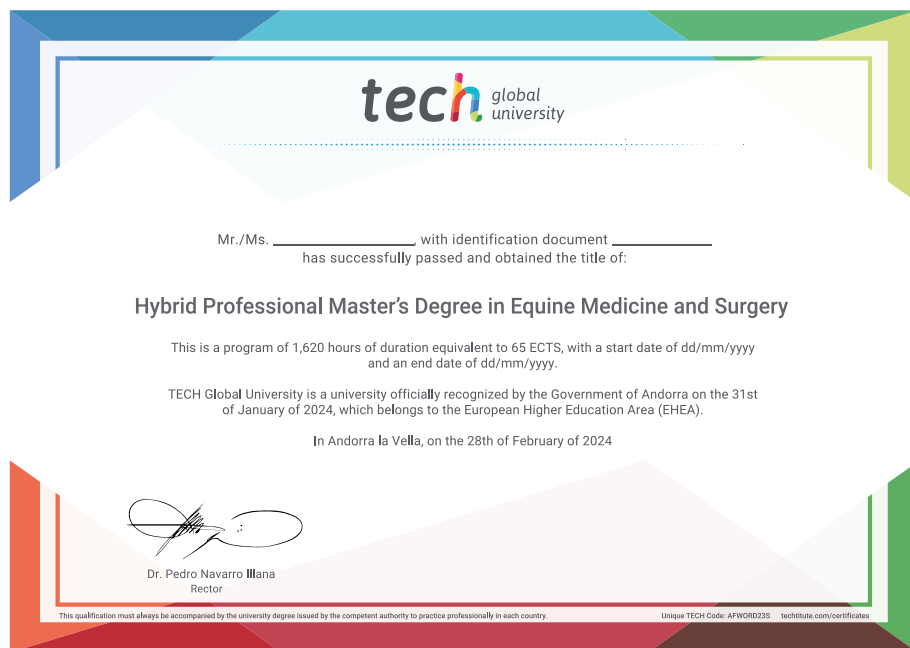 tech global university
Mr./Ms. ____________________, with identification document ______________
has successfully passed and obtained the title of:
Hybrid Professional Master's Degree in Equine Medicine and Surgery
This is a program of 1,620 hours of duration equivalent to 65 ECTS, with a start date of dd/mm/yyyy
and an end date of dd/mm/yyyy.
TECH Global University is a university officially recognized by the Government of Andorra on the 31st
of January of 2024, which belongs to the European Higher Education Area (EHEA).
In Andorra la Vella, on the 28th of February of 2024
Dr. Pedro Navarro Illana
Rector
This qualification must always be accompanied by the university degree issued by the competent authority to practice professionally in each country.
Unique TECH Code: AFWORD23S techtitute.com/certificates